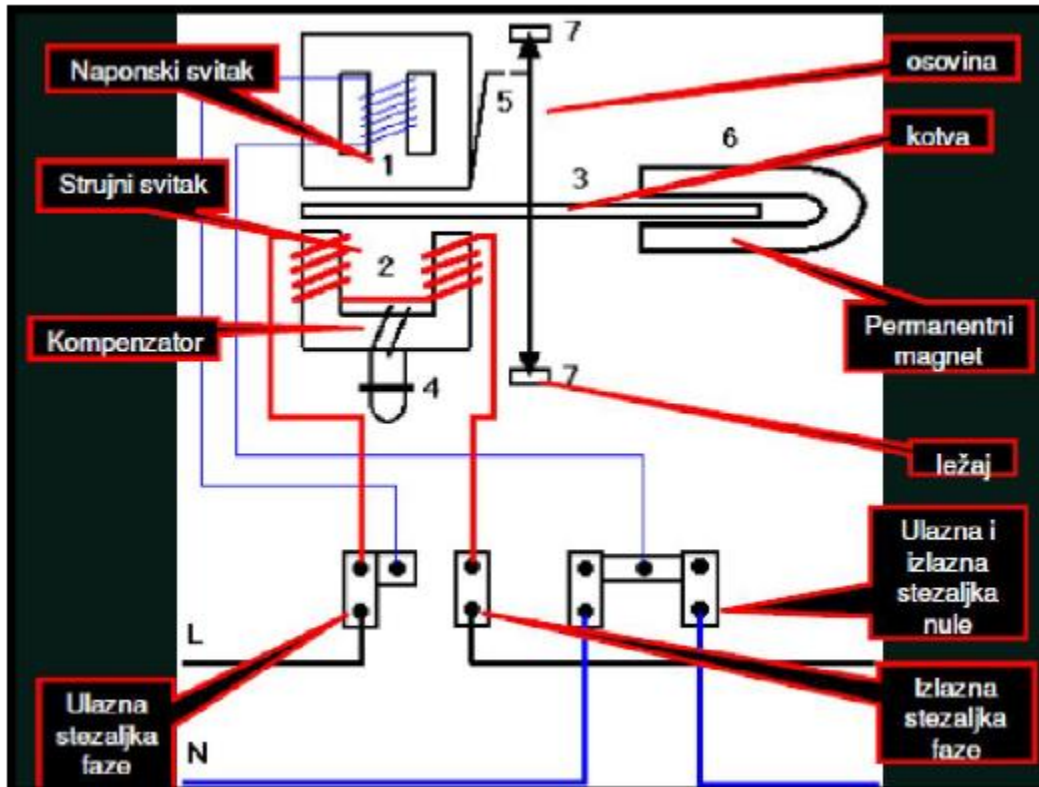 7
Naponski svitak
osovina
5
6
kotva
1
3
Strujni svitak
2
Permanentni
magnet
Kompenzator
4
7
ležaj
Ulazna i
izlazna
stezaljka
nule
L
Ulazna
stezaljka
faze
Izlazna
stezaljka
faze
N